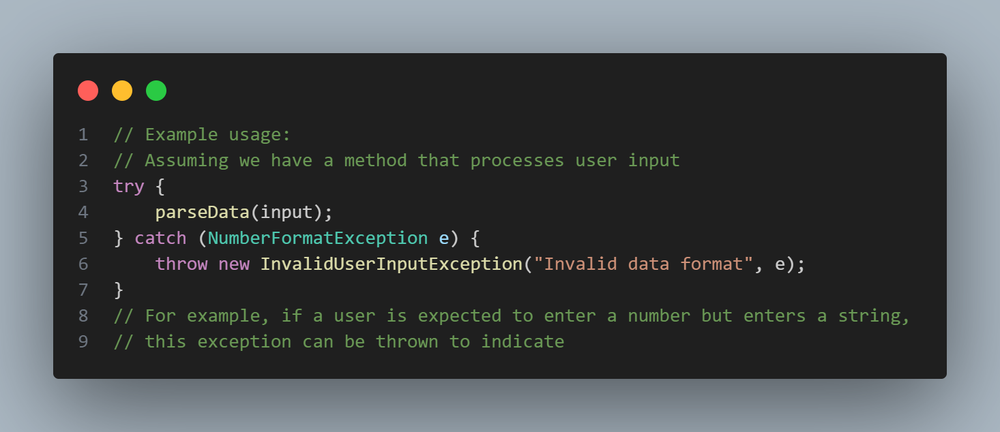 1 // Example usage:
2 // Assuming we have a method that processes user input
3 try {
4     parseData(input);
5 } catch (NumberFormatException e) {
6     throw new InvalidUserInputException("Invalid data format", e);
7 }
8 // For example, if a user is expected to enter a number but enters a string,
9 // this exception can be thrown to indicate